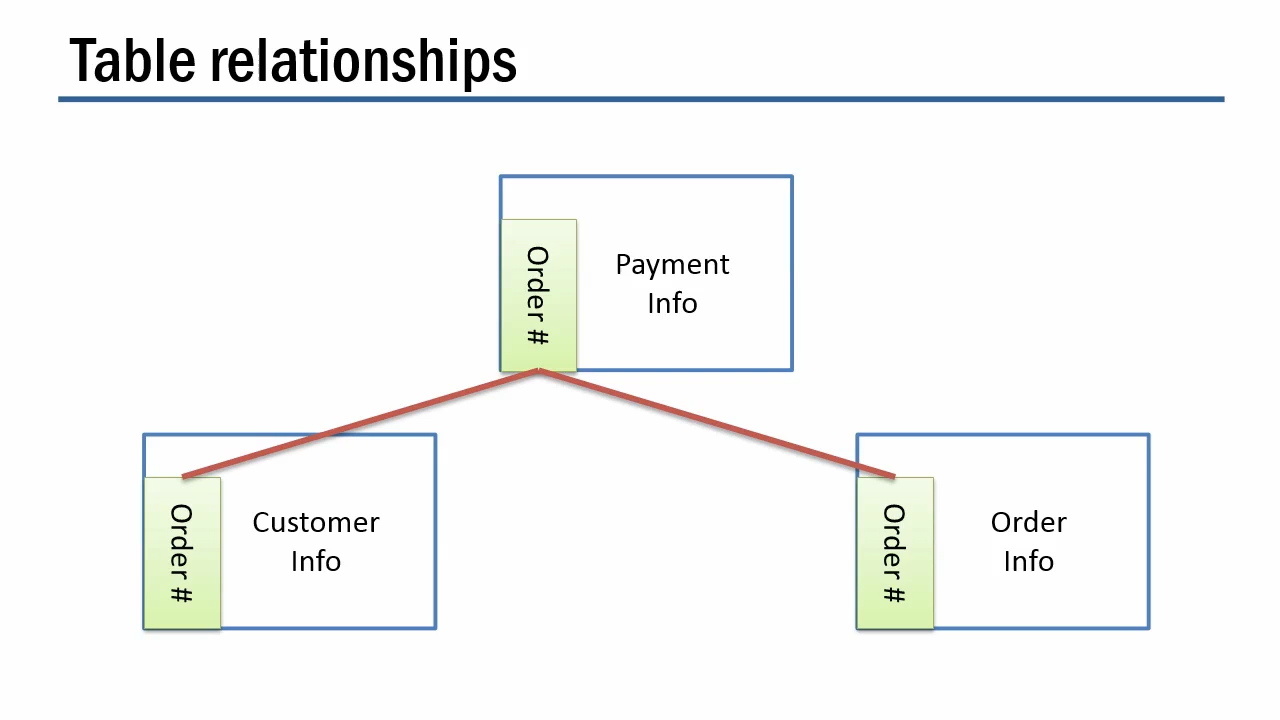 Table relationships
Order #
Payment
Info
Order #
Customer
Info
Order #
Order
Info